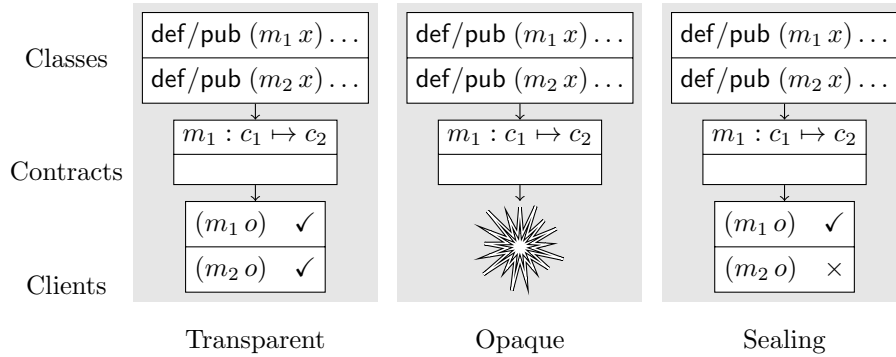 Classes
def/pub (m₁ x) …
def/pub (m₂ x) …
def/pub (m₁ x) …
def/pub (m₂ x) …
def/pub (m₁ x) …
def/pub (m₂ x) …
Contracts
m₁ : c₁ ↦ c₂
m₁ : c₁ ↦ c₂
m₁ : c₁ ↦ c₂
Clients
(m₁ o) ✓
(m₂ o) ✓
(m₁ o) ✓
(m₂ o) ×
Transparent
Opaque
Sealing